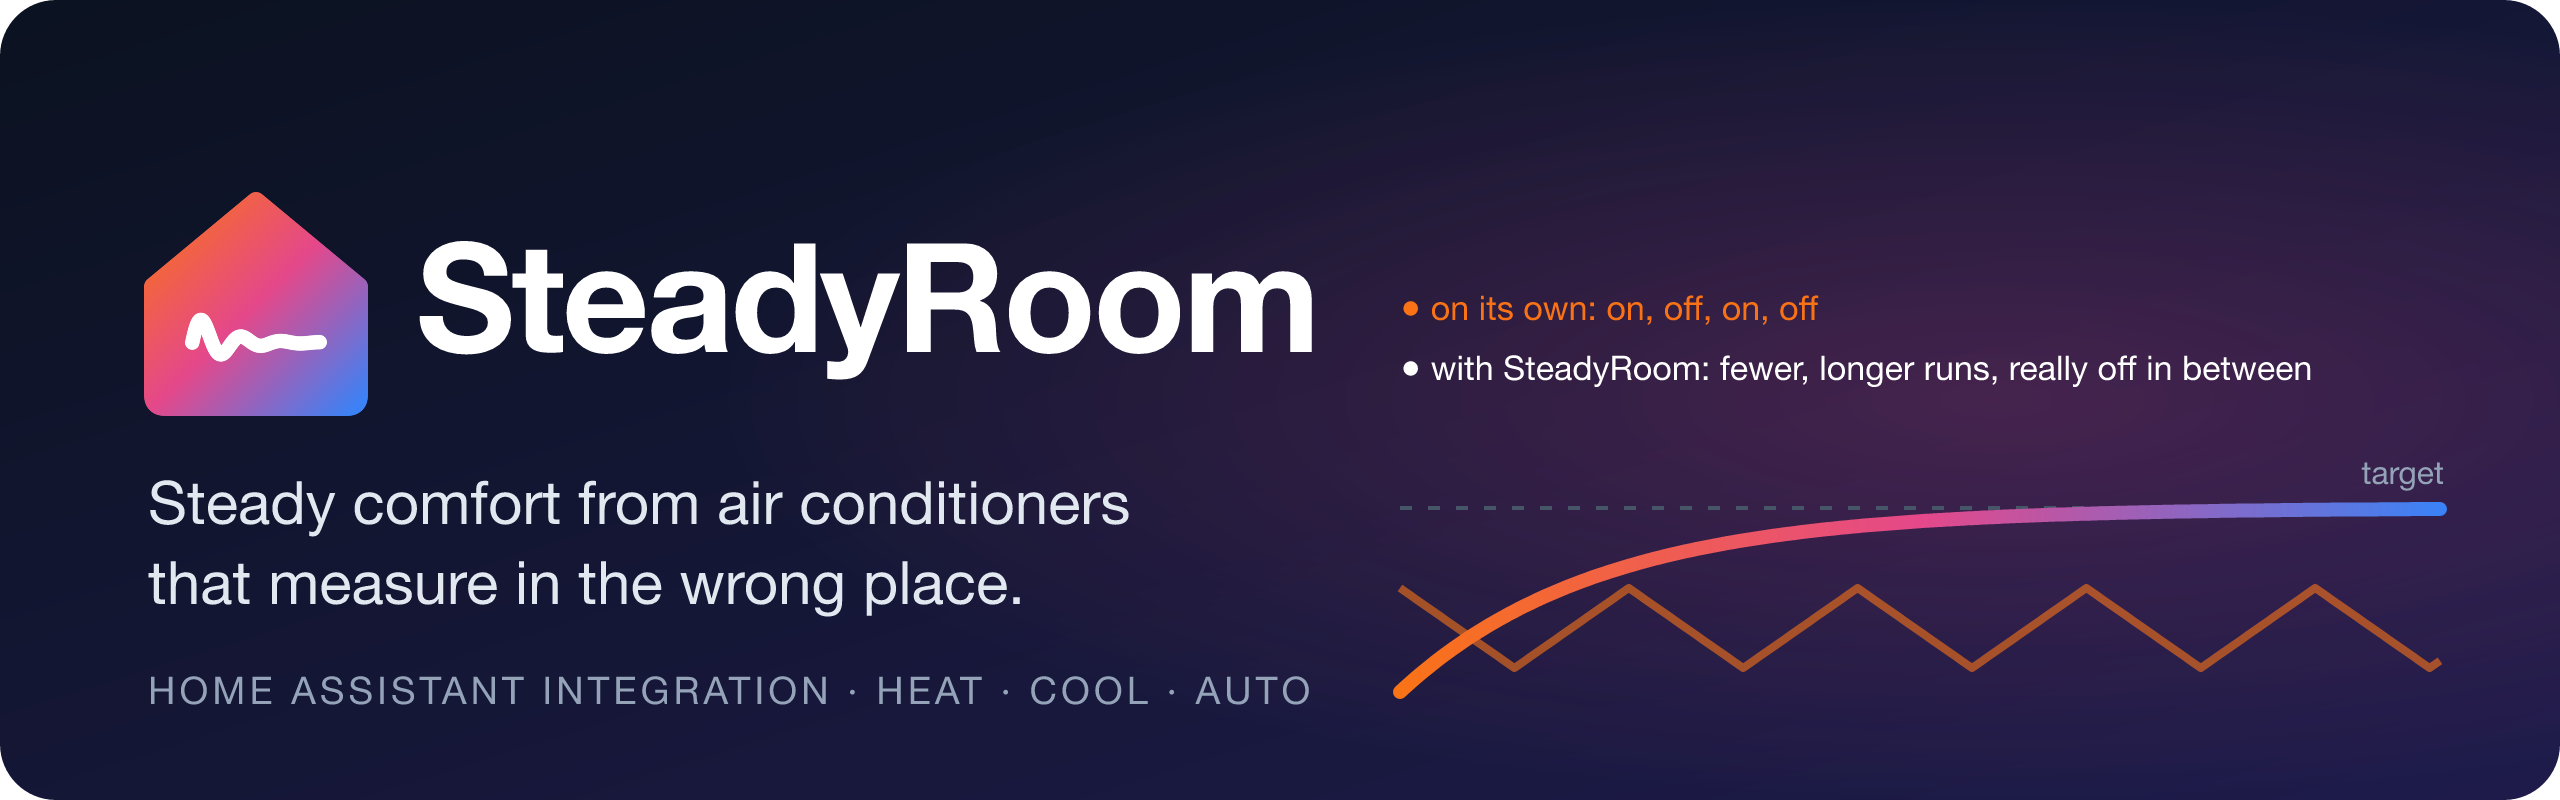 SteadyRoom
Steady comfort from air conditioners
that measure in the wrong place.
HOME ASSISTANT INTEGRATION · HEAT · COOL · AUTO
on its own: on, off, on, off
with SteadyRoom: fewer, longer runs, really off in between
target